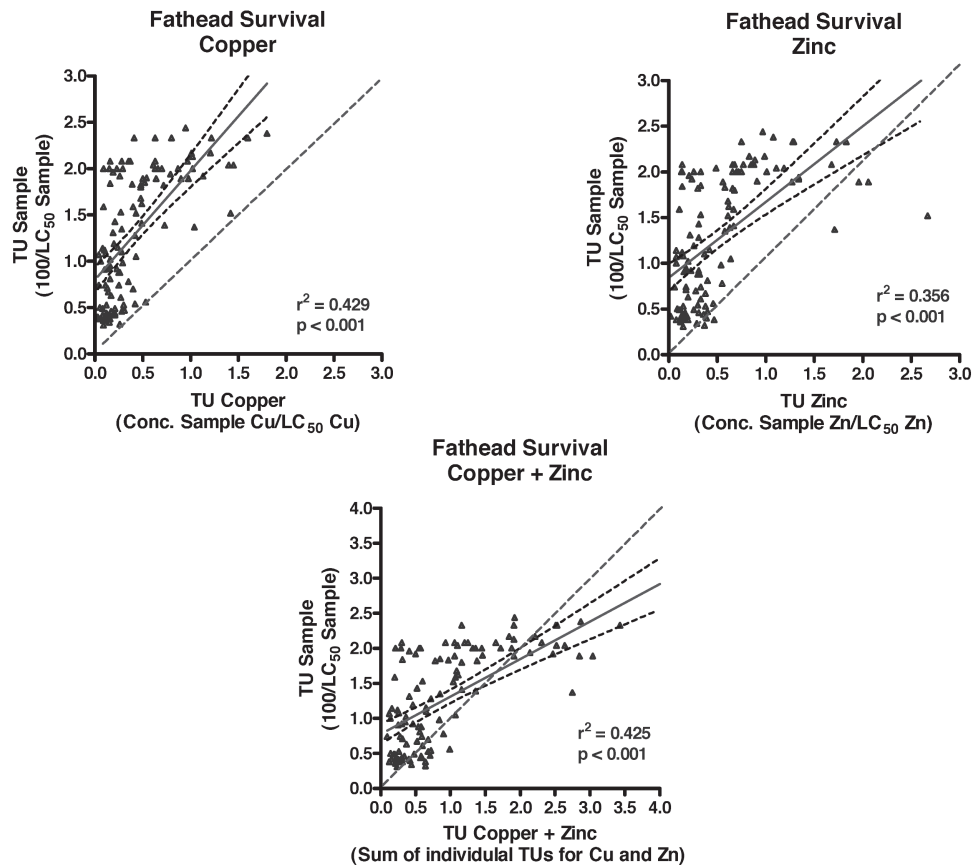 Fathead Survival
Copper
3.0
2.5
2.0
1.5
1.0
0.5
0.0
TU Sample
(100/LC50 Sample)
r2 = 0.429
p < 0.001
0.0 0.5 1.0 1.5 2.0 2.5 3.0
TU Copper
(Conc. Sample Cu/LC50 Cu)
Fathead Survival
Zinc
3.0
2.5
2.0
1.5
1.0
0.5
0.0
TU Sample
(100/LC50 Sample)
r2 = 0.356
p < 0.001
0.0 0.5 1.0 1.5 2.0 2.5 3.0
TU Zinc
(Conc. Sample Zn/LC50 Zn)
Fathead Survival
Copper + Zinc
4.0
3.5
3.0
2.5
2.0
1.5
1.0
0.5
0.0
TU Sample
(100/LC50 Sample)
r2 = 0.425
p < 0.001
0.0 0.5 1.0 1.5 2.0 2.5 3.0 3.5 4.0
TU Copper + Zinc
(Sum of individulal TUs for Cu and Zn)